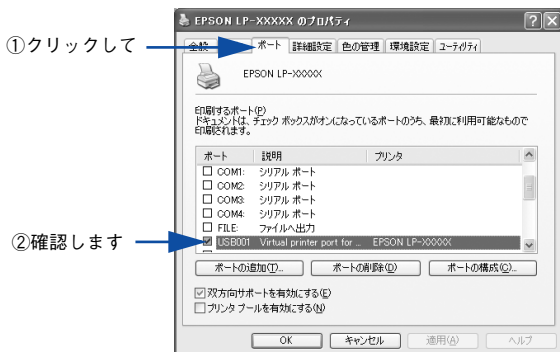 EPSON LP-XXXXX のプロパティ
①クリックして
全般 ポート 詳細設定 色の管理 環境設定 ユーティリティ
EPSON LP-XXXXX
印刷するポート(P)
ドキュメントは、チェック ボックスがオンになっているポートのうち、最初に利用可能なもので
印刷されます。
ポート 説明 プリンタ
COM1: シリアル ポート
COM2: シリアル ポート
COM3: シリアル ポート
COM4: シリアル ポート
FILE: ファイルへ出力
②確認します
USB001 Virtual printer port for ... EPSON LP-XXXXX
ポートの追加(T)... ポートの削除(D) ポートの構成(C)...
双方向サポートを有効にする(E)
プリンタ プールを有効にする(N)
OK キャンセル 適用(A) ヘルプ